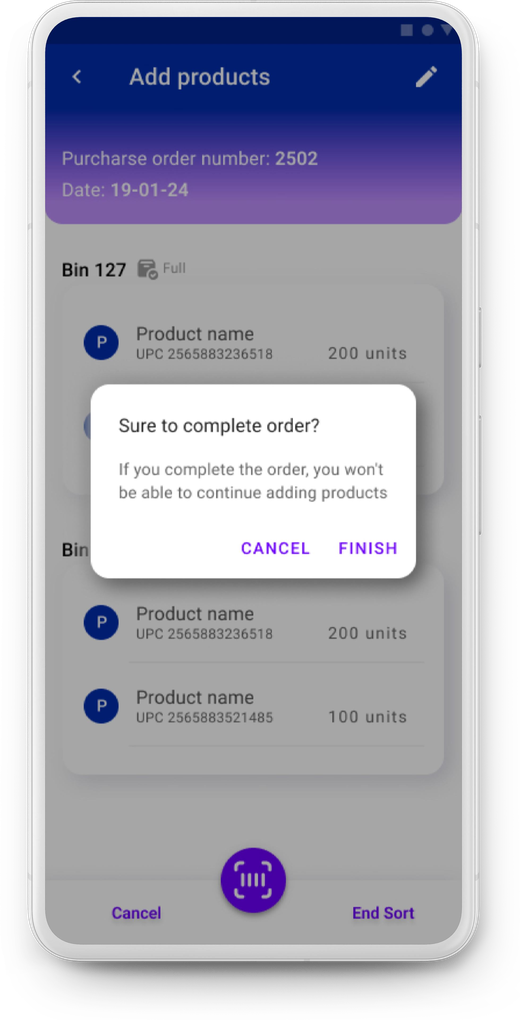 Add products
Purcharse order number: 2502
Date: 19-01-24
Bin 127 Full
P Product name
UPC 2565883236518 200 units
Sure to complete order?
If you complete the order, you won't
be able to continue adding products
CANCEL FINISH
Bin
P Product name
UPC 2565883236518 200 units
P Product name
UPC 2565883521485 100 units
Cancel End Sort